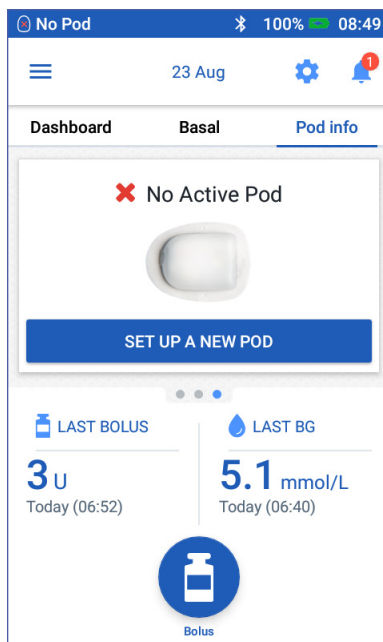 No Pod 100% 08:49
23 Aug 1
Dashboard Basal Pod info
No Active Pod
SET UP A NEW POD
LAST BOLUS LAST BG
3 U 5.1 mmol/L
Today (06:52) Today (06:40)
Bolus